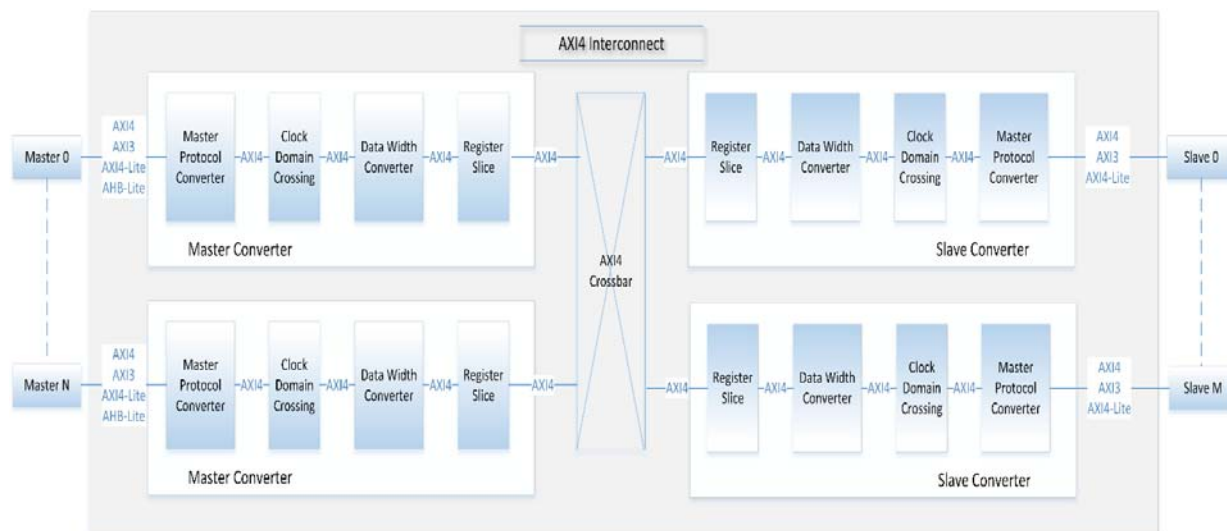 AXI4 Interconnect
Master 0
AXI4
AXI3
AXI4-Lite
AHB-Lite
Master
Protocol
Converter
AXI4
Clock
Domain
Crossing
AXI4
Data Width
Converter
AXI4
Register
Slice
AXI4
Master Converter
Master N
AXI4
AXI3
AXI4-Lite
AHB-Lite
Master
Protocol
Converter
AXI4
Clock
Domain
Crossing
AXI4
Data Width
Converter
AXI4
Register
Slice
AXI4
Master Converter
AXI4
Crossbar
AXI4
Register
Slice
AXI4
Data Width
Converter
AXI4
Clock
Domain
Crossing
AXI4
Master
Protocol
Converter
AXI4
AXI3
AXI4-Lite
Slave 0
Slave Converter
AXI4
Register
Slice
AXI4
Data Width
Converter
AXI4
Clock
Domain
Crossing
AXI4
Master
Protocol
Converter
AXI4
AXI3
AXI4-Lite
Slave M
Slave Converter